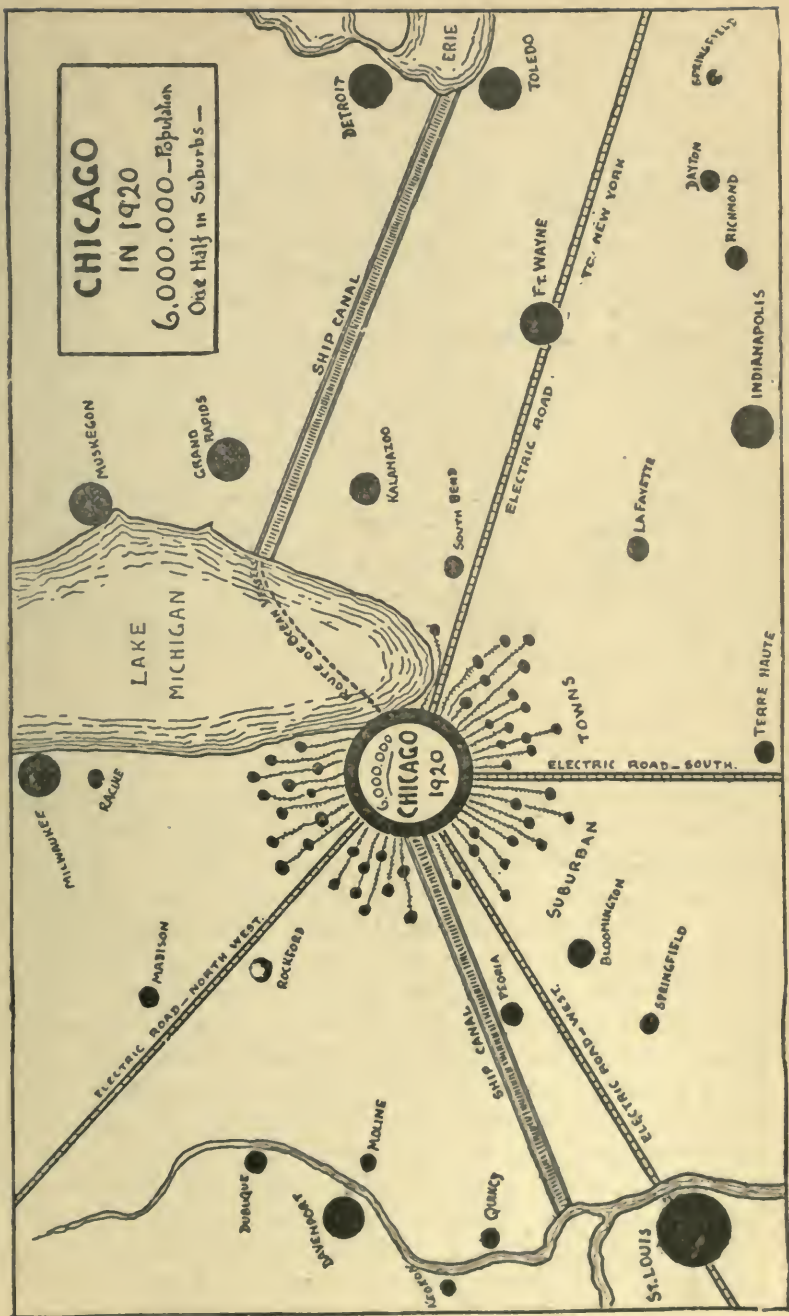 CHICAGO
IN 1920
6,000.000 - Population
One Half in Suburbs -
MILWAUKEE
RACINE
LAKE
MICHIGAN
MUSKEGON
GRAND
RAPIDS
MADISON
ELECTRIC ROAD - NORTH WEST.
ROCKFORD
DUBUQUE
MOLINE
DAVENPORT
ROUTE OF OCEAN VESSELS
SHIP CANAL
DETROIT
ERIE
TOLEDO
KALAMAZOO
SOUTH BEND
6,000.000
CHICAGO
1920
QUINCY
SHIP CANAL
PEORIA
ELECTRIC ROAD.
FT. WAYNE
TO NEW YORK
SUBURBAN
TOWNS
BLOOMINGTON
ELECTRIC ROAD - WEST.
SPRINGFIELD
ST. LOUIS
ELECTRIC ROAD - SOUTH.
LA FAYETTE
TERRE HAUTE
INDIANAPOLIS
RICHMOND
DAYTON
SPRINGFIELD